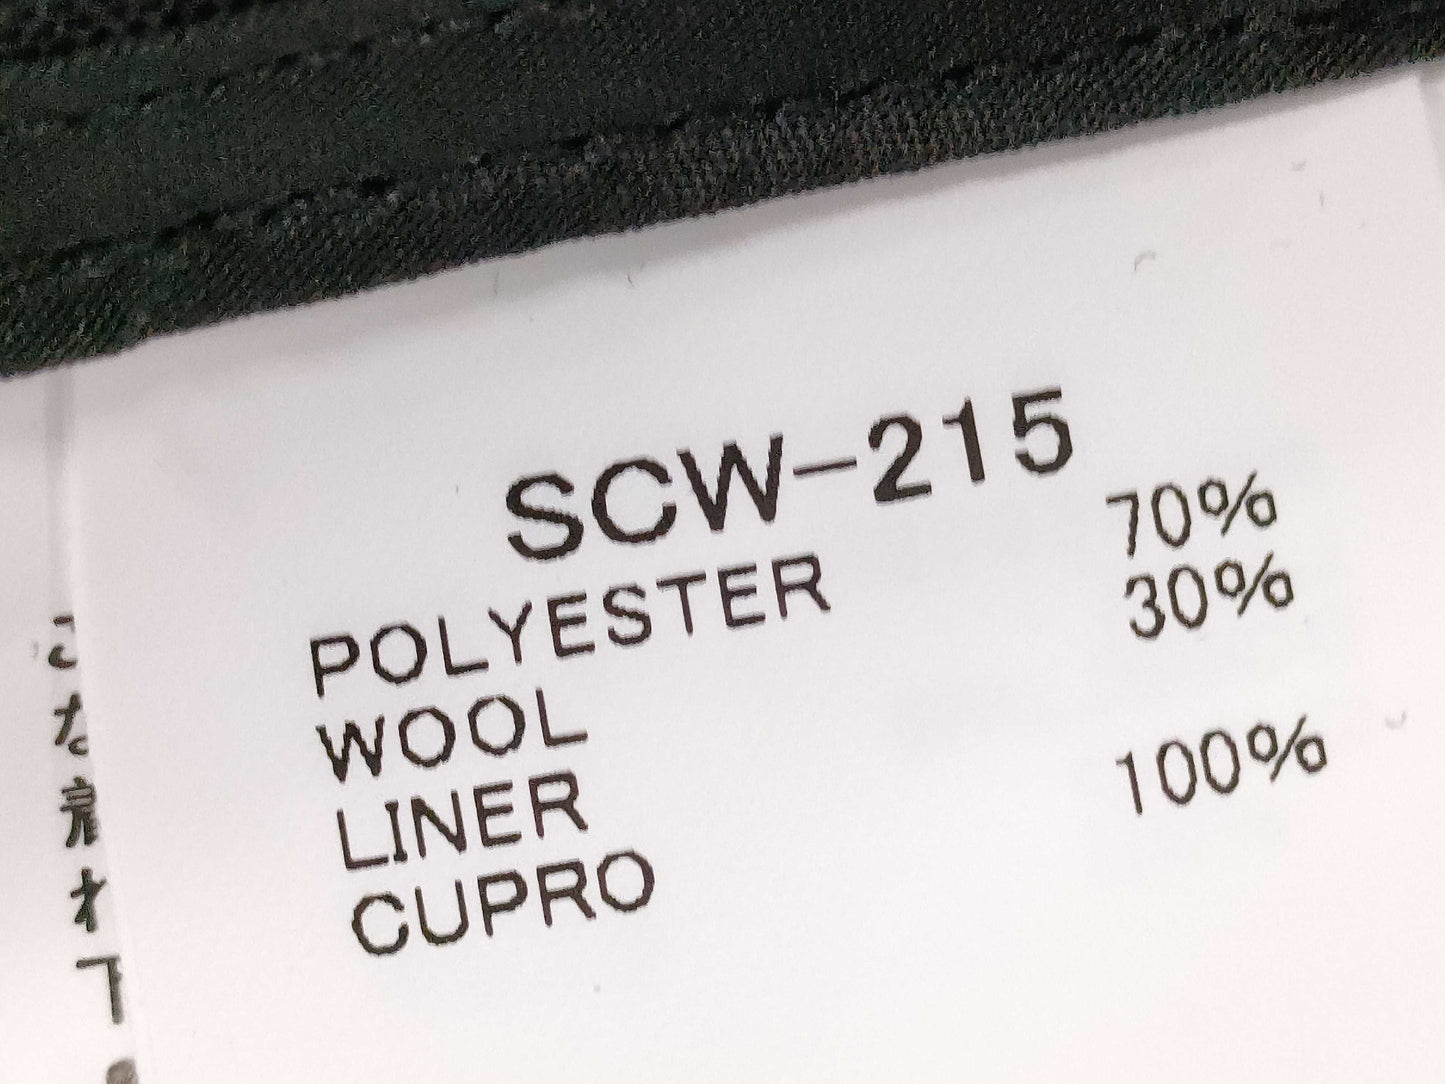 SCW-215
POLYESTER 70%
WOOL 30%
LINER
CUPRO 100%